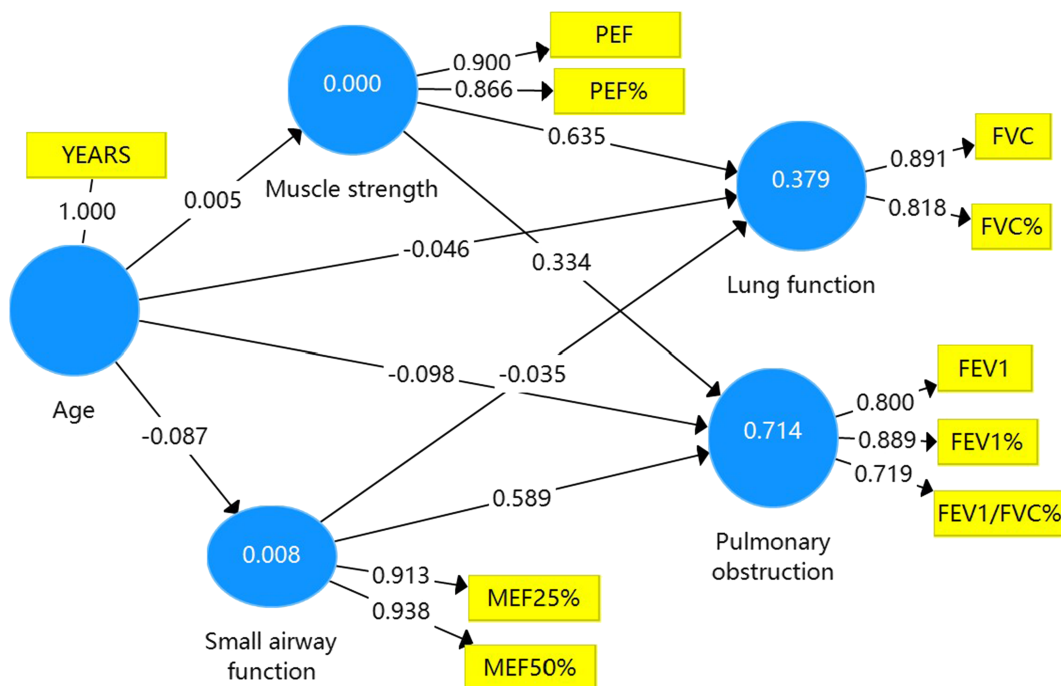 PEF
0.900
0.000
0.866
PEF%
YEARS
0.635
FVC
0.891
1.000
0.005
Muscle strength
0.379
0.818
FVC%
-0.046
0.334
Lung function
Age
-0.098
-0.035
FEV1
0.800
-0.087
0.714
0.889
FEV1%
0.719
0.589
FEV1/FVC%
0.008
Pulmonary
obstruction
0.913
MEF25%
0.938
Small airway
function
MEF50%